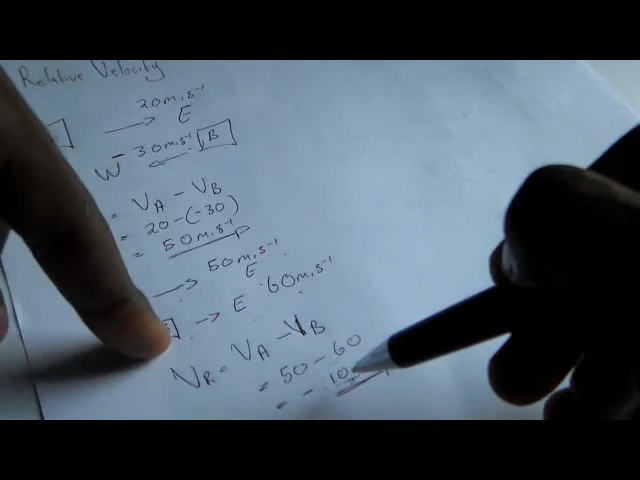 Relative Velocity
20m.s⁻¹
E
-30m.s⁻¹ B
W
= VA - VB
= 20-(-30)
= 50m.s⁻¹
50m.s⁻¹
E
E 60m.s⁻¹
VR = VA - VB
= 50 - 60
= - 10